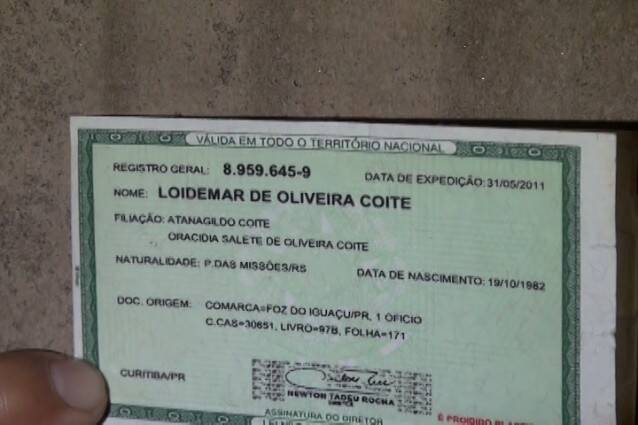 VÁLIDA EM TODO O TERRITÓRIO NACIONAL
REGISTRO GERAL: 8.959.645-9 DATA DE EXPEDIÇÃO: 31/05/2011
NOME: LOIDEMAR DE OLIVEIRA COITE
FILIAÇÃO: ATANAGILDO COITE
ORACIDIA SALETE DE OLIVEIRA COITE
NATURALIDADE: P.DAS MISSÕES/RS DATA DE NASCIMENTO: 19/10/1982
DOC. ORIGEM: COMARCA=FOZ DO IGUAÇU/PR, 1 OFICIO
C.CAS=30651, LIVRO=97B, FOLHA=171
CURITIBA/PR
NEWTON TADEU ROCHA
ASSINATURA DO DIRETOR
É PROIBIDO